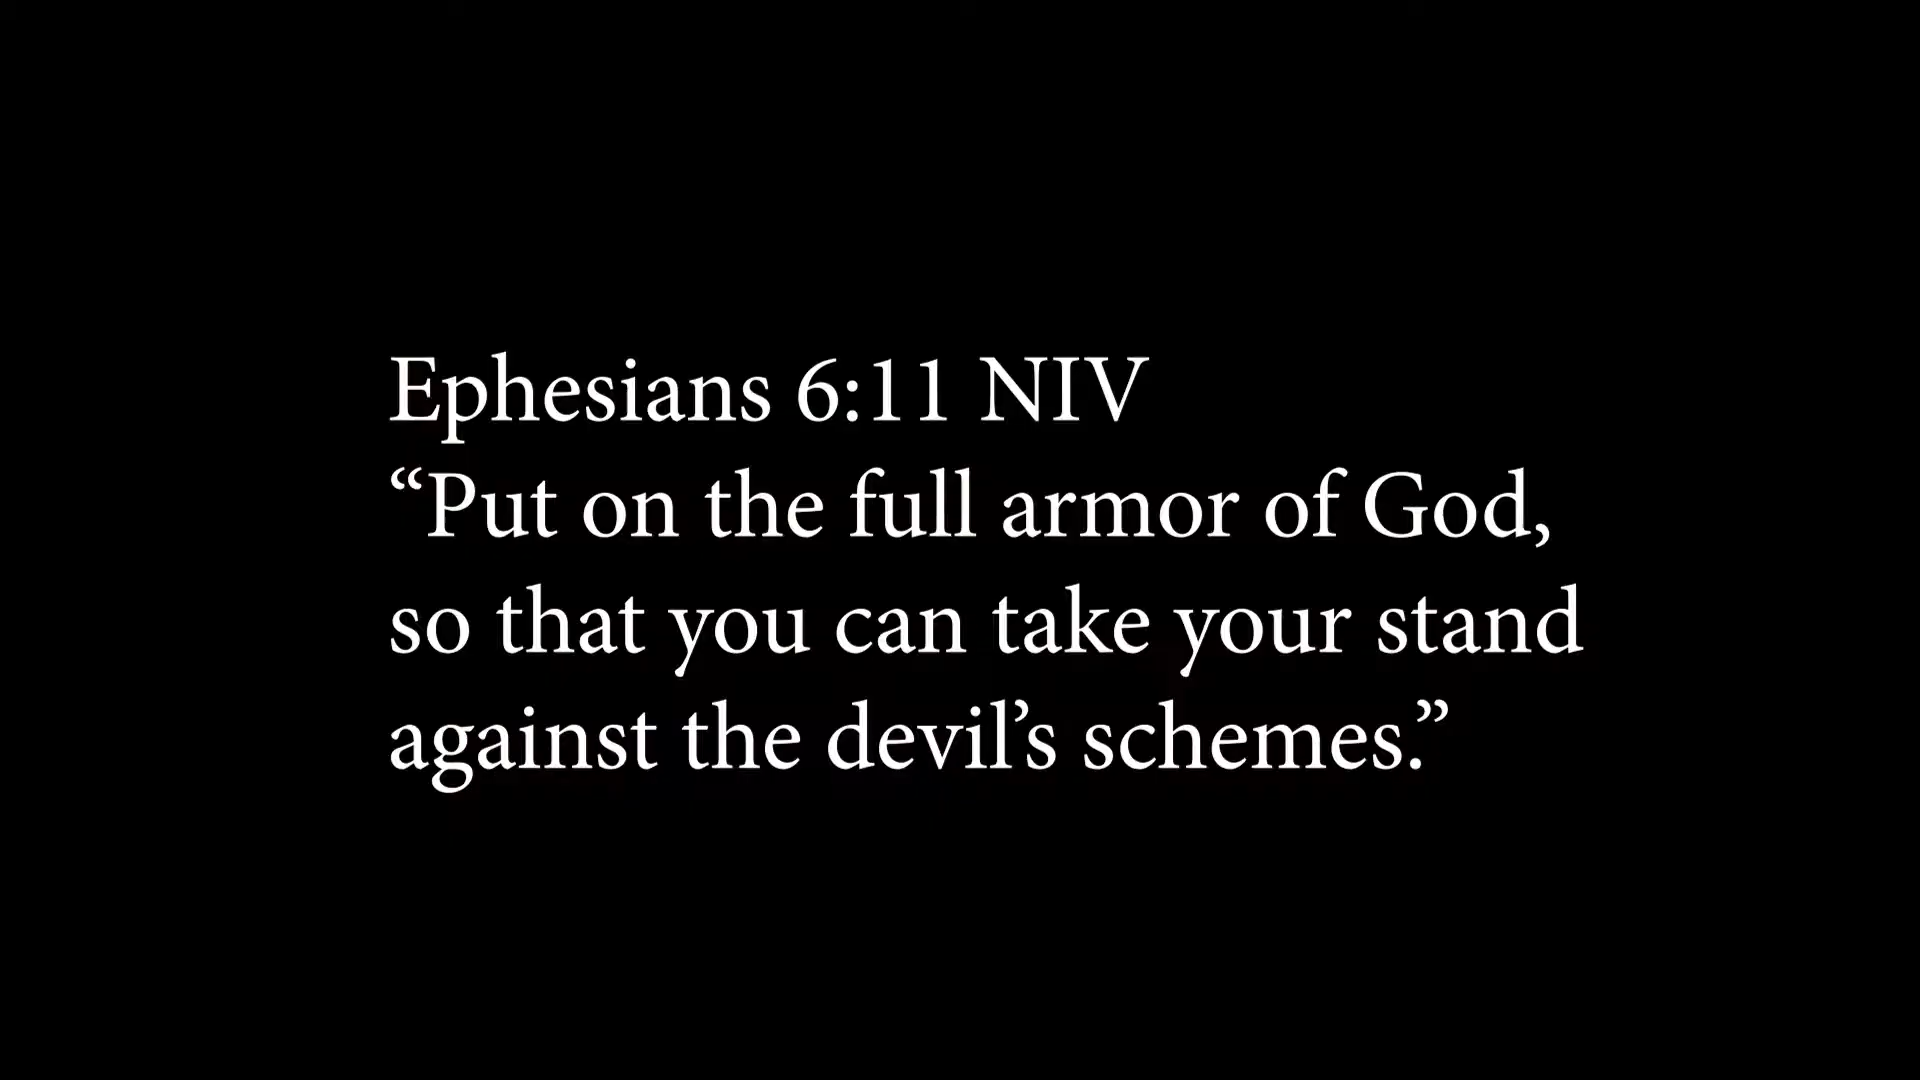 Ephesians 6:11 NIV
“Put on the full armor of God,
so that you can take your stand
against the devil’s schemes.”